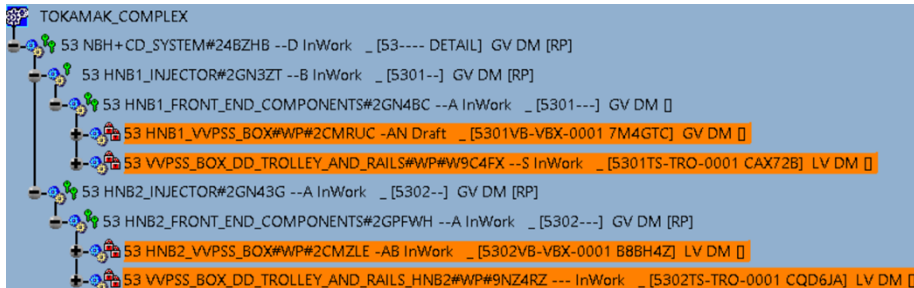 TOKAMAK_COMPLEX
53 NBH+CD_SYSTEM#24BZHB --D InWork _ [53---- DETAIL] GV DM [RP]
53 HNB1_INJECTOR#2GN3ZT --B InWork _ [5301--] GV DM [RP]
53 HNB1_FRONT_END_COMPONENTS#2GN4BC --A InWork _ [5301---] GV DM []
53 HNB1_VVPSS_BOX#WP#2CMRUC -AN Draft _ [5301VB-VBX-0001 7M4GTC] GV DM []
53 VVPSS_BOX_DD_TROLLEY_AND_RAILS#WP#W9C4FX --S InWork _ [5301TS-TRO-0001 CAX72B] LV DM []
53 HNB2_INJECTOR#2GN43G --A InWork _ [5302--] GV DM [RP]
53 HNB2_FRONT_END_COMPONENTS#2GPFWH --A InWork _ [5302---] GV DM [RP]
53 HNB2_VVPSS_BOX#WP#2CMZLE -AB InWork _ [5302VB-VBX-0001 B8BH4Z] LV DM []
53 VVPSS_BOX_DD_TROLLEY_AND_RAILS_HNB2#WP#9NZ4RZ --- InWork _ [5302TS-TRO-0001 CQD6JA] LV DM [